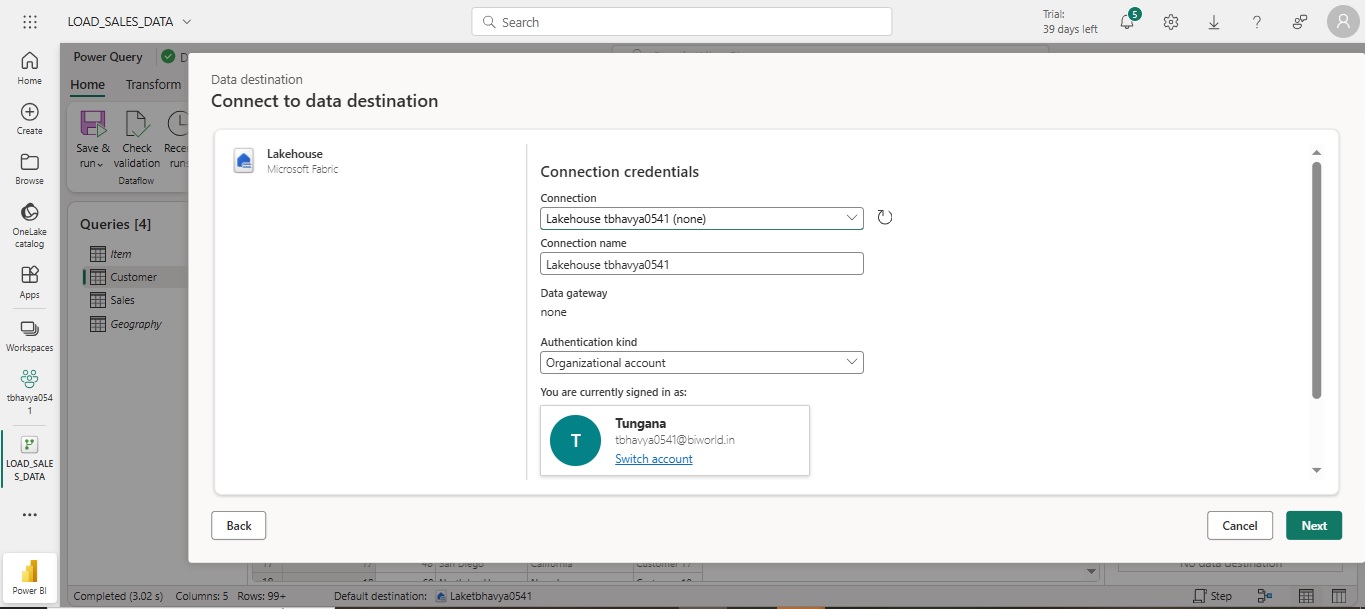 LOAD_SALES_DATA
Search
Trial:
39 days left
5
Home
Create
Browse
OneLake
catalog
Apps
Workspaces
tbhavya054
1
LOAD_SALE
S_DATA
Power BI
Power Query
Home
Transform
Save &
run
Check
validation
Dataflow
Queries [4]
Item
Customer
Sales
Geography
Data destination
Connect to data destination
Lakehouse
Microsoft Fabric
Connection credentials
Connection
Lakehouse tbhavya0541 (none)
Connection name
Lakehouse tbhavya0541
Data gateway
none
Authentication kind
Organizational account
You are currently signed in as:
T
Tungana
tbhavya0541@biworld.in
Switch account
Back
Cancel
Next
No data destination
Completed (3.02 s)
Columns: 5
Rows: 99+
Default destination:
Laketbhavya0541
Step